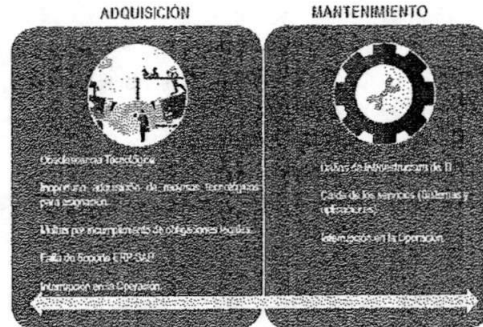 ADQUISICIÓN
Obsolescencia Tecnológica
Inoportuna adquisición de recursos tecnológicos
para asignación.
Multas por incumplimiento de obligaciones legales.
Falta de Soporte ERP SAP
Interrupción en la Operación.
MANTENIMIENTO
Daños de infraestructura de TI
Caída de los servicios (Sistemas y
aplicaciones)
Interrupción en la Operación.